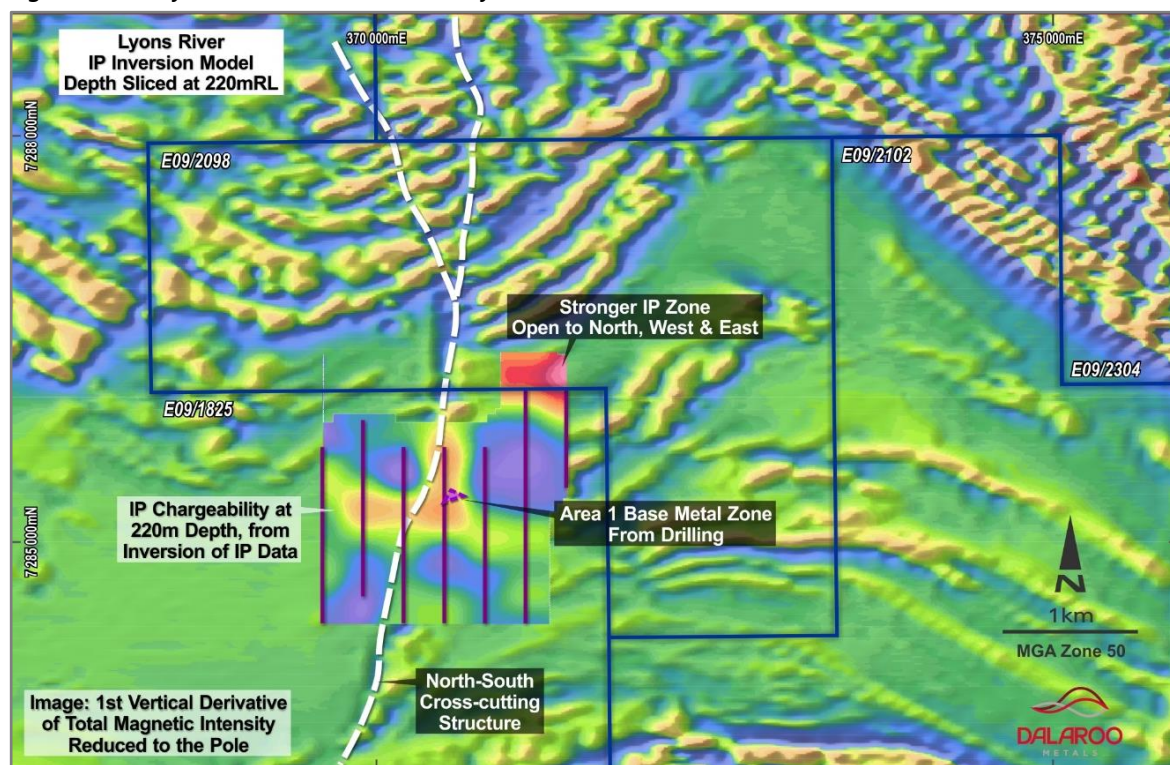 Lyons River
IP Inversion Model
Depth Sliced at 220mRL
370 000mE
375 000mE
7 288 000mN
E09/2098
E09/2102
Stronger IP Zone
Open to North, West & East
E09/2304
E09/1825
IP Chargeability at
220m Depth, from
Inversion of IP Data
Area 1 Base Metal Zone
From Drilling
7 285 000mN
N
1km
MGA Zone 50
North-South
Cross-cutting
Structure
Image: 1st Vertical Derivative
of Total Magnetic Intensity
Reduced to the Pole
DALAROO
METALS